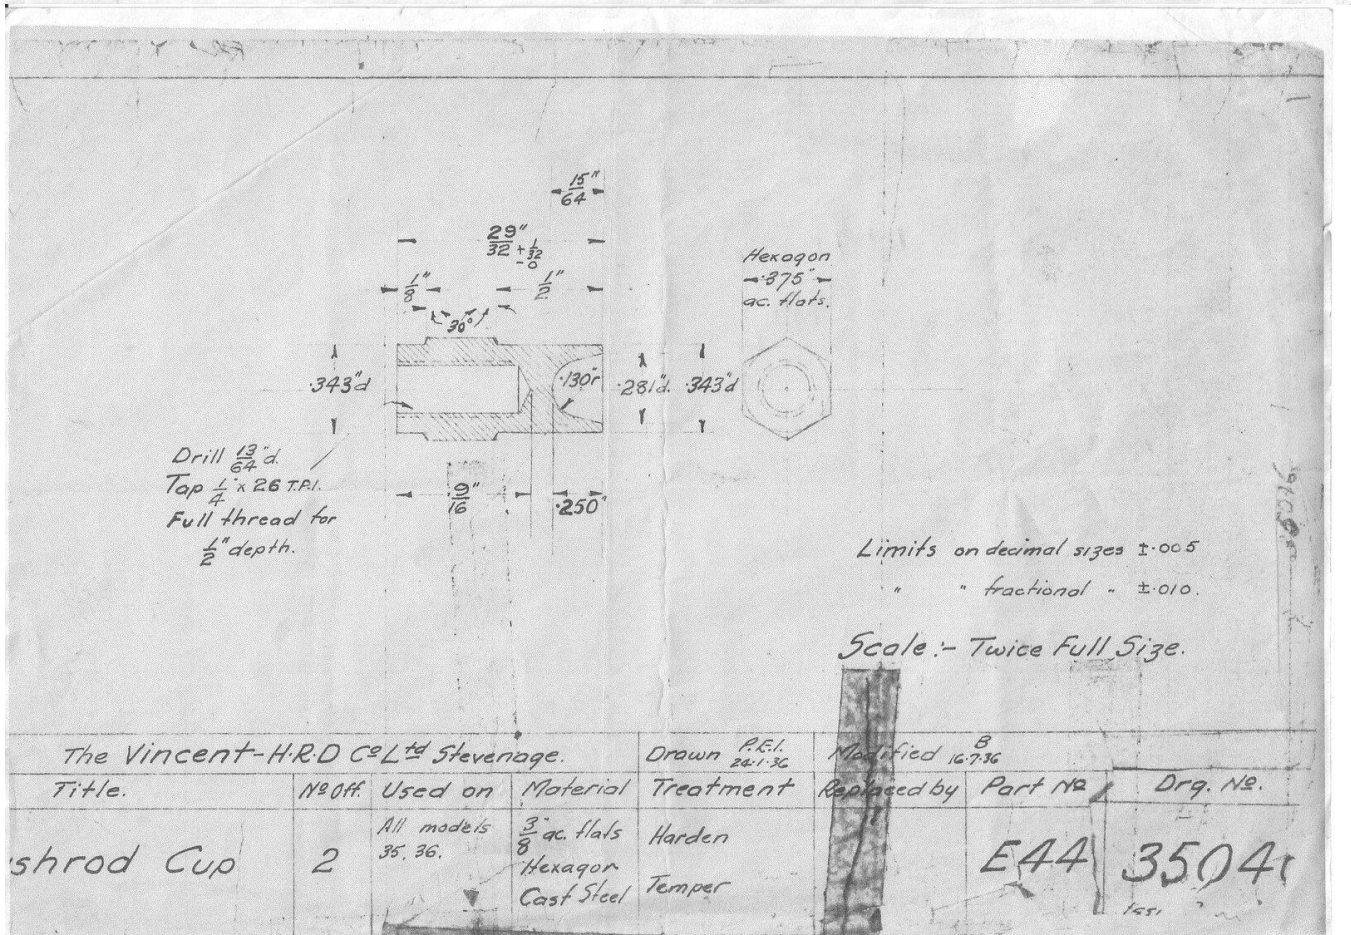 15"
64
29"
32 + 1/32
- 0
1/8"
1/2"
30°
Hexagon
.375"
ac. flats.
.343"d
.130"r
.281"d.
.343"d
Drill 13/64"d.
Tap 1/4" x 26 T.P.I.
Full thread for
1/2" depth.
9/16"
.250"
Limits on decimal sizes ±.005
" " fractional " ±.010.
Scale :- Twice Full Size.
The Vincent-H.R.D Co Ltd Stevenage.
Drawn P.E.I. 24.1.36
Modified B 16.7.36
Title.
No Off.
Used on
Material
Treatment
Replaced by
Part No
Drg. No.
shrod Cup
2
All models
35. 36.
3/8" ac. flats
Hexagon
Cast Steel
Harden
Temper
E44
3504